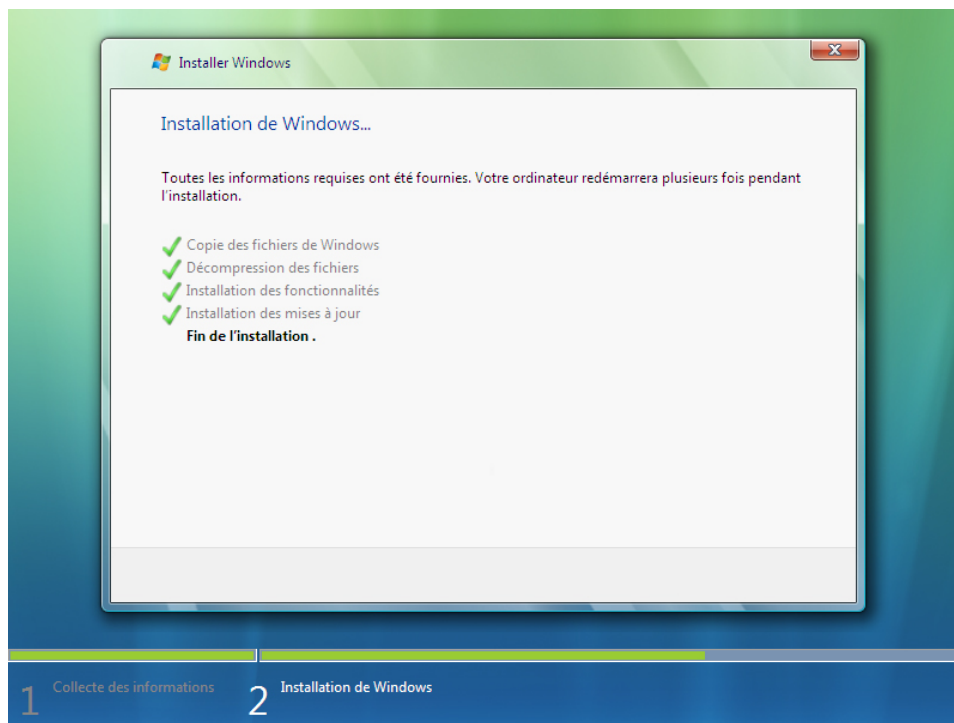 Installer Windows
Installation de Windows...
Toutes les informations requises ont été fournies. Votre ordinateur redémarrera plusieurs fois pendant
l'installation.
Copie des fichiers de Windows
Décompression des fichiers
Installation des fonctionnalités
Installation des mises à jour
Fin de l'installation .
1 Collecte des informations
2 Installation de Windows